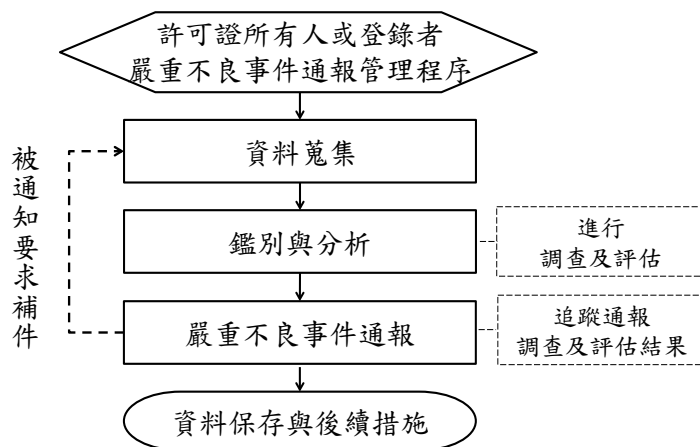 許可證所有人或登錄者
嚴重不良事件通報管理程序
資料蒐集
被通知要求補件
鑑別與分析
進行
調查及評估
嚴重不良事件通報
追蹤通報
調查及評估結果
資料保存與後續措施